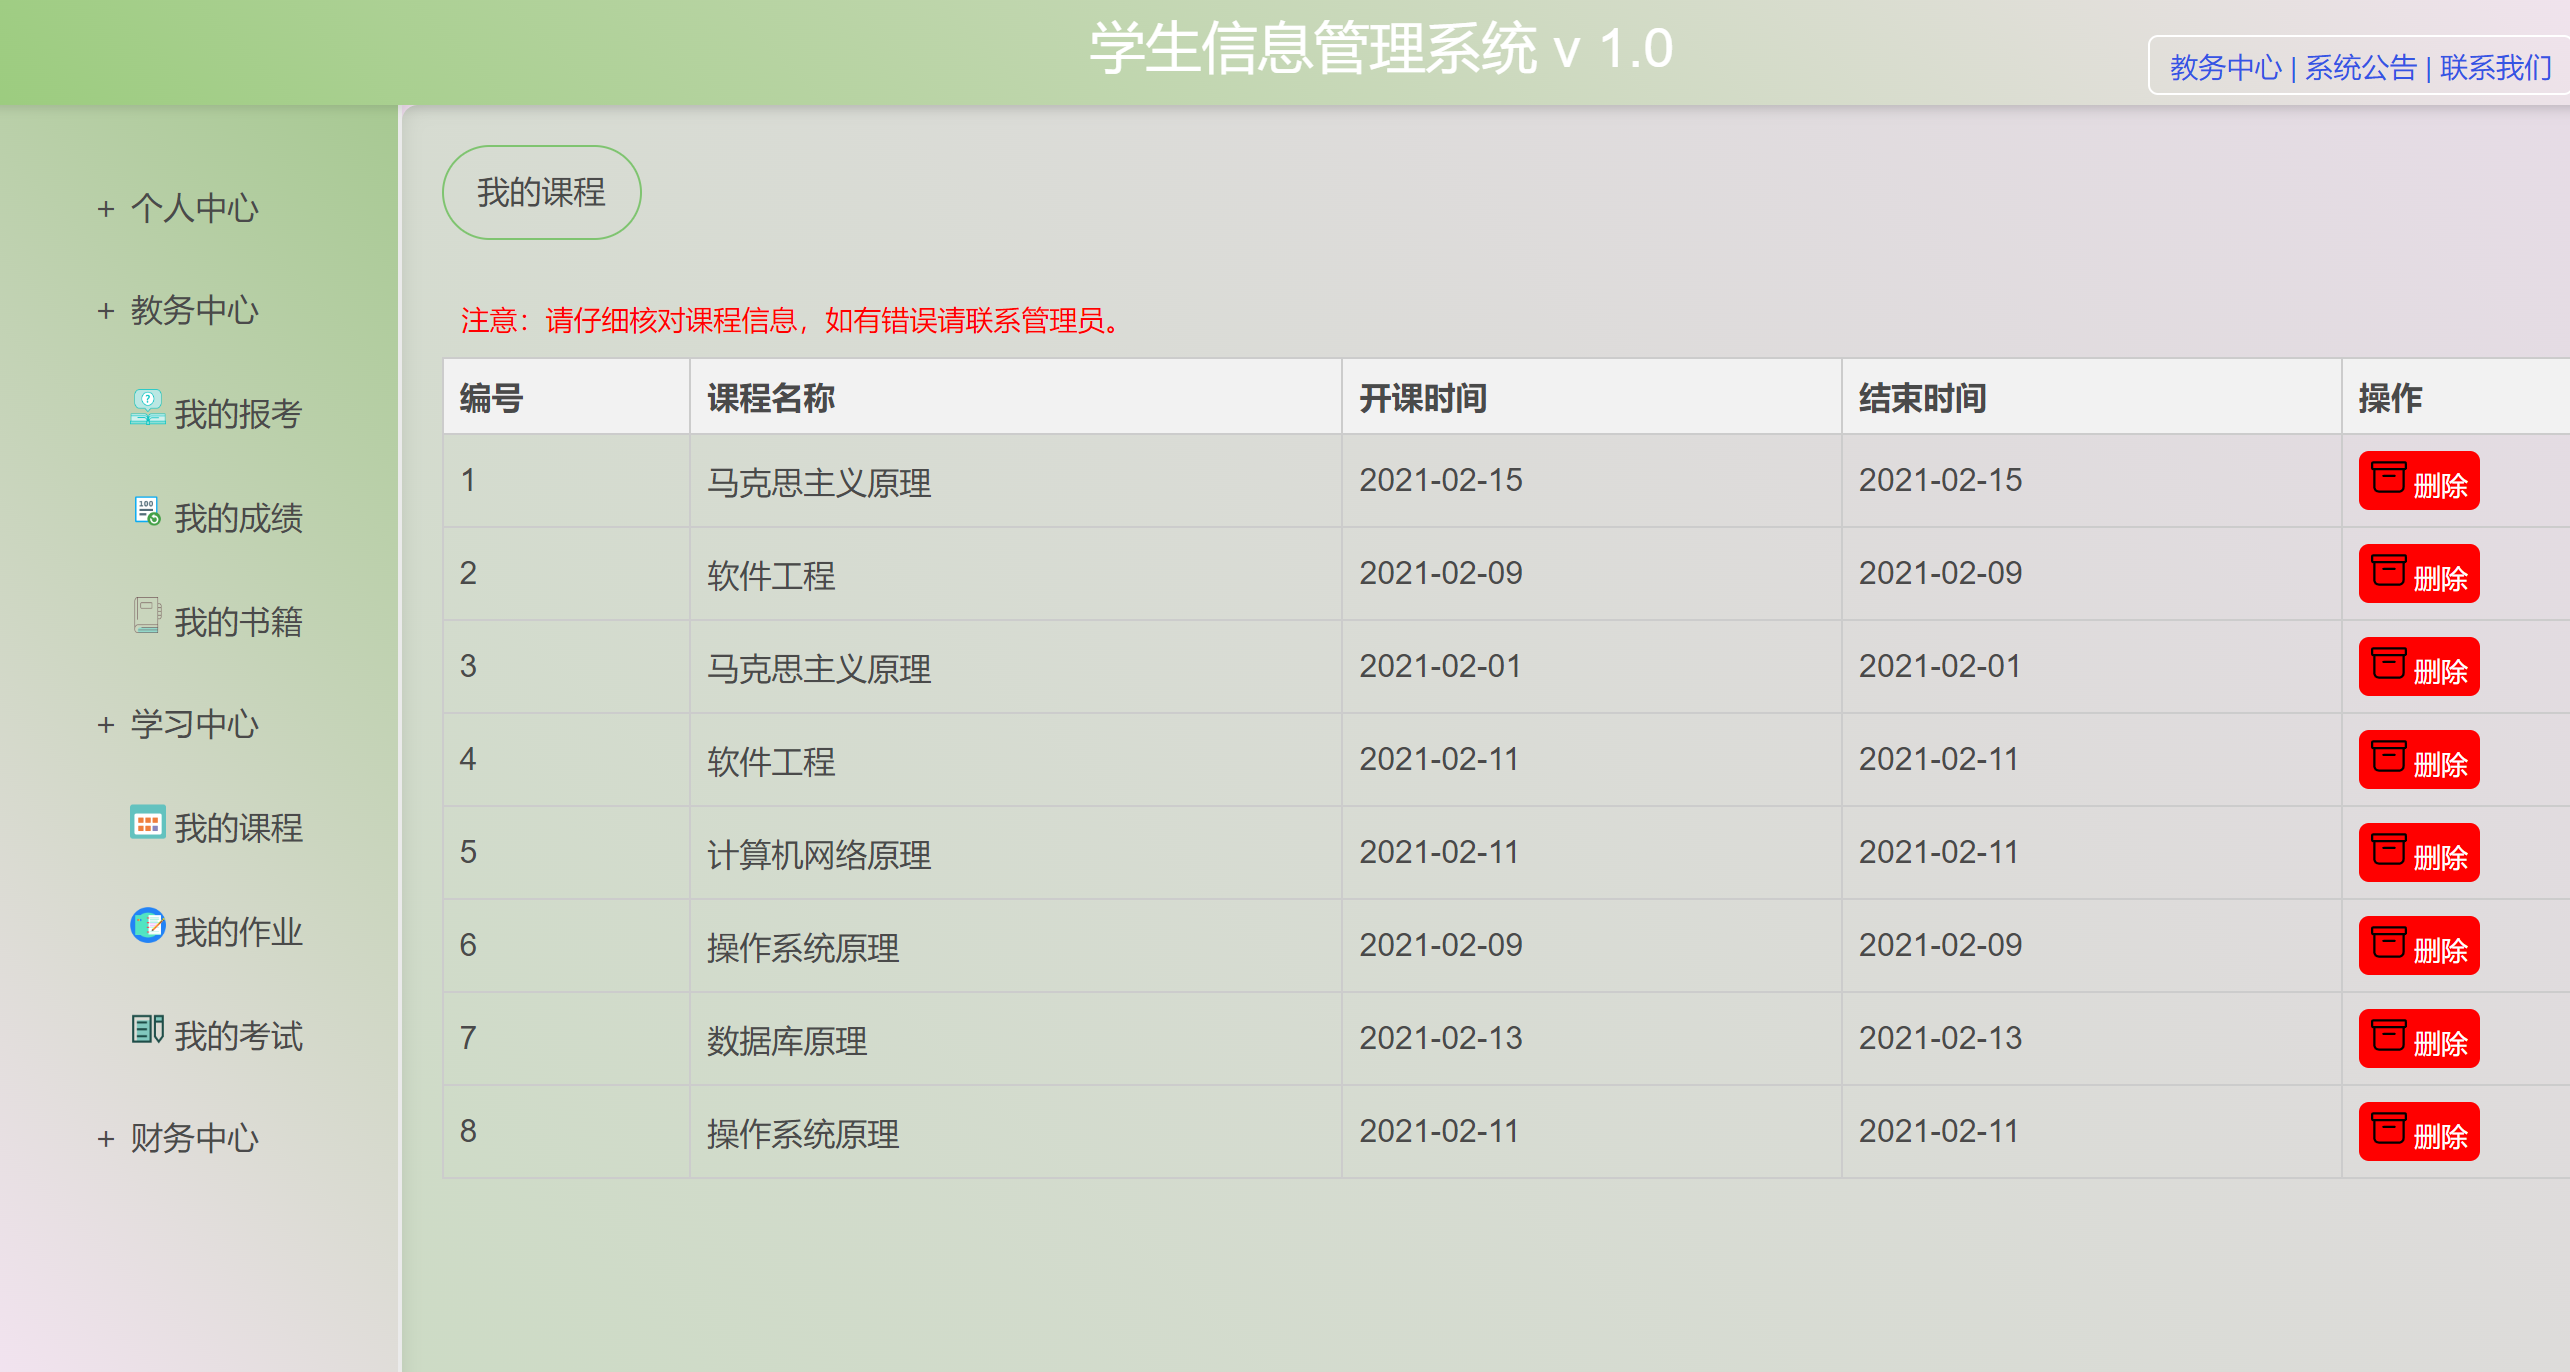 学生信息管理系统 v 1.0
教务中心 | 系统公告 | 联系我们
+ 个人中心
+ 教务中心
我的报考
我的成绩
我的书籍
+ 学习中心
我的课程
我的作业
我的考试
+ 财务中心
我的课程
注意：请仔细核对课程信息，如有错误请联系管理员。
编号 课程名称 开课时间 结束时间 操作
1 马克思主义原理 2021-02-15 2021-02-15 删除
2 软件工程 2021-02-09 2021-02-09 删除
3 马克思主义原理 2021-02-01 2021-02-01 删除
4 软件工程 2021-02-11 2021-02-11 删除
5 计算机网络原理 2021-02-11 2021-02-11 删除
6 操作系统原理 2021-02-09 2021-02-09 删除
7 数据库原理 2021-02-13 2021-02-13 删除
8 操作系统原理 2021-02-11 2021-02-11 删除